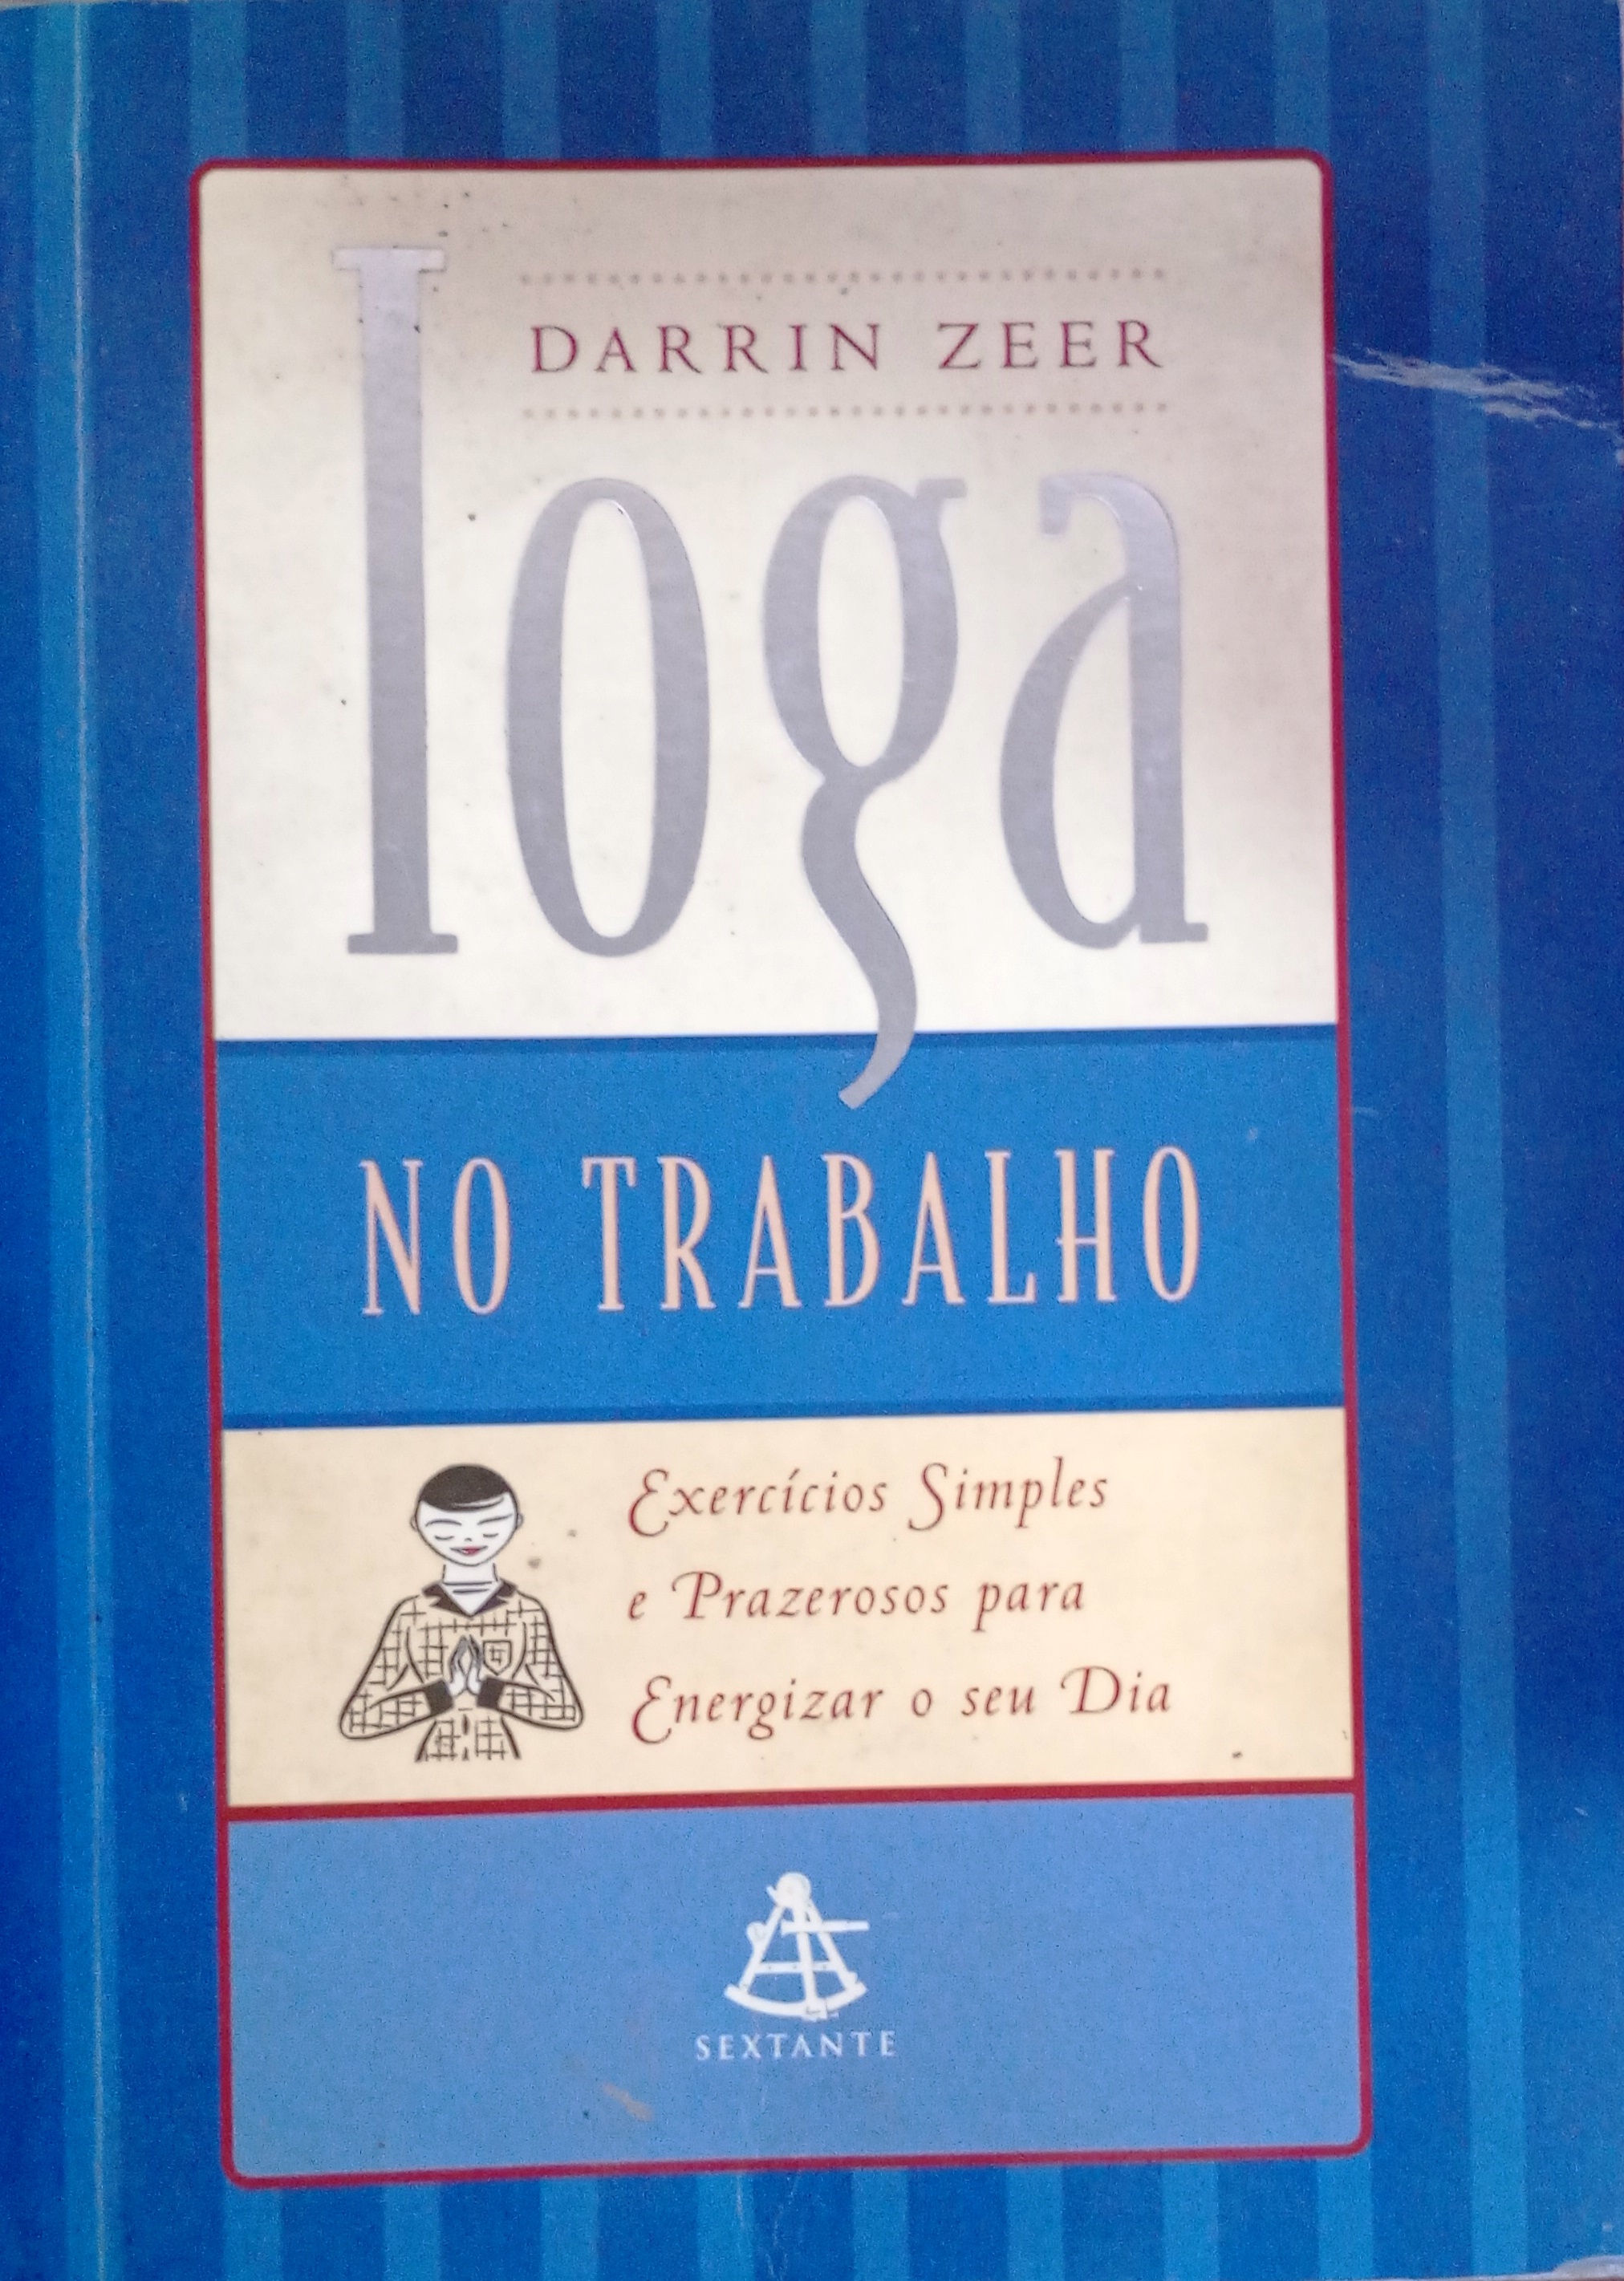 DARRIN ZEER
Ioga
NO TRABALHO
Exercícios Simples
e Prazerosos para
Energizar o seu Dia
SEXTANTE